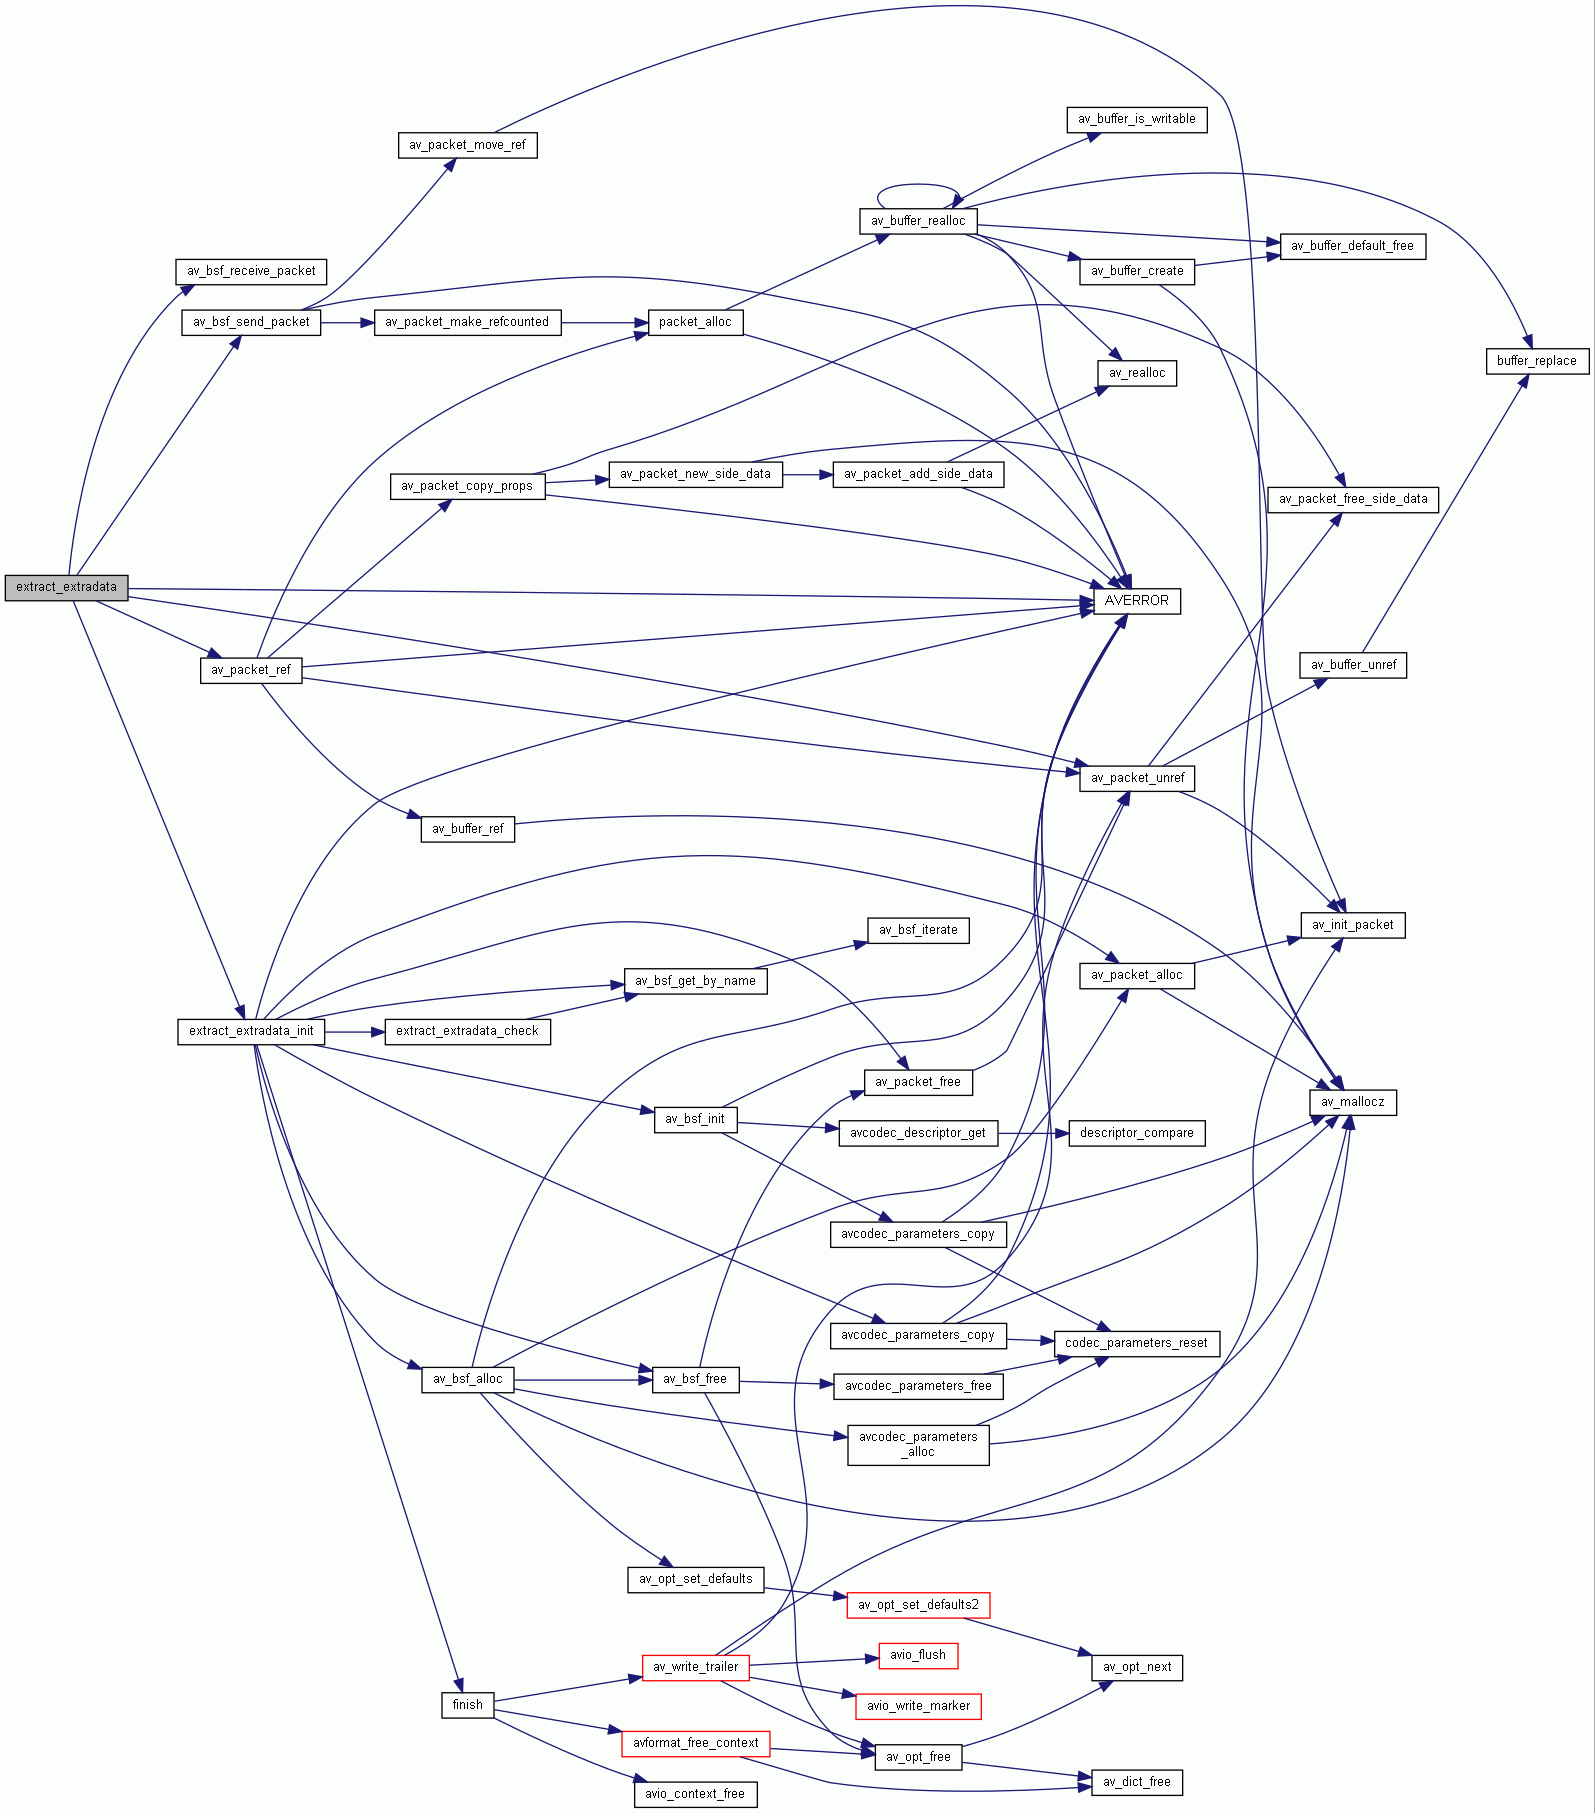 av_buffer_is_writable
av_packet_move_ref
av_buffer_realloc
av_buffer_default_free
av_bsf_receive_packet
av_buffer_create
av_bsf_send_packet
av_packet_make_refcounted
packet_alloc
buffer_replace
av_realloc
av_packet_new_side_data
av_packet_add_side_data
av_packet_copy_props
av_packet_free_side_data
extract_extradata
AVERROR
av_packet_ref
av_buffer_unref
av_packet_unref
av_buffer_ref
av_init_packet
av_bsf_iterate
av_packet_alloc
av_bsf_get_by_name
extract_extradata_init
extract_extradata_check
av_packet_free
av_mallocz
av_bsf_init
avcodec_descriptor_get
descriptor_compare
avcodec_parameters_copy
avcodec_parameters_copy
codec_parameters_reset
av_bsf_alloc
av_bsf_free
avcodec_parameters_free
avcodec_parameters
_alloc
av_opt_set_defaults
av_opt_set_defaults2
avio_flush
av_write_trailer
av_opt_next
finish
avio_write_marker
avformat_free_context
av_opt_free
av_dict_free
avio_context_free